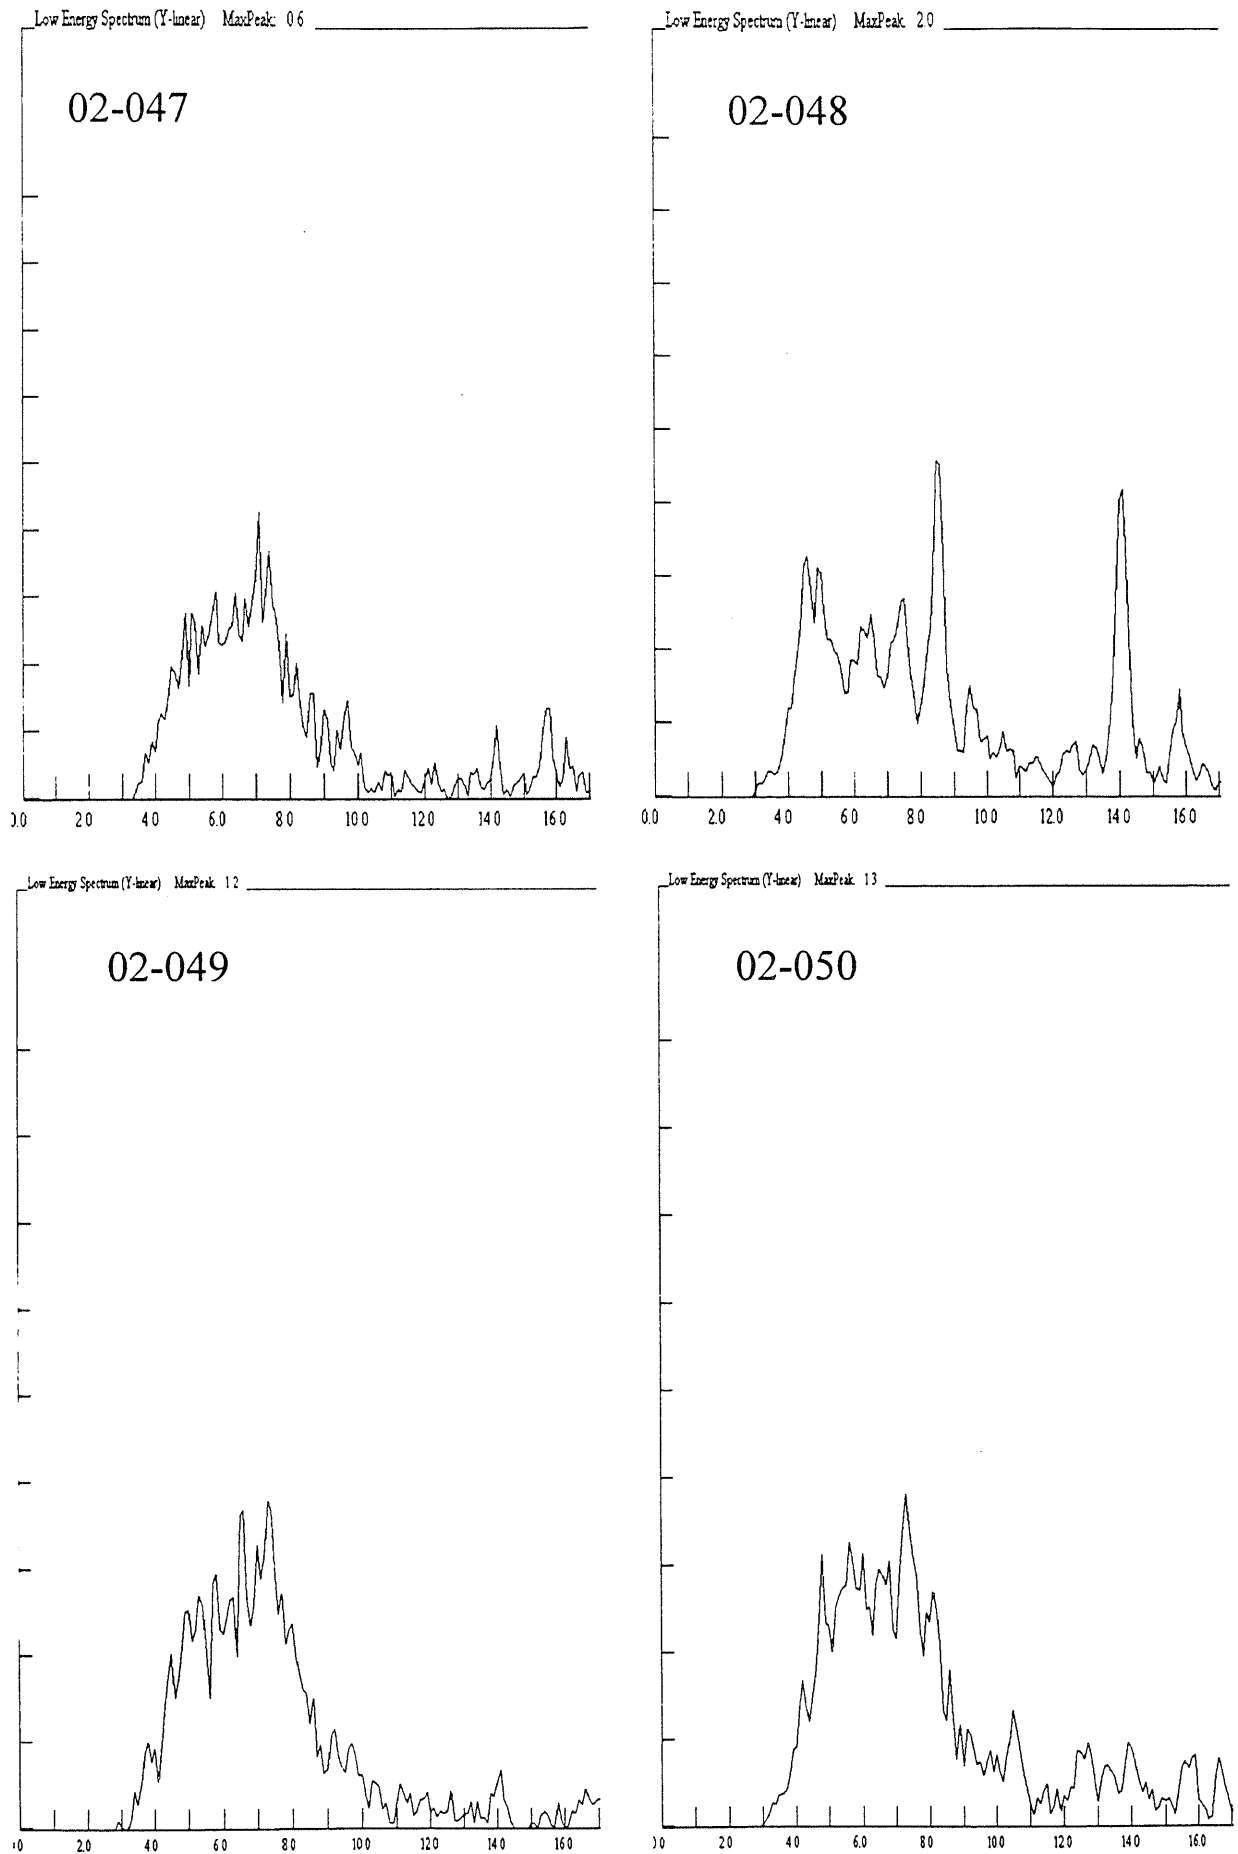 Low Energy Spectrum (Y-linear) MaxPeak: 0.6
02-047
0.0 2.0 4.0 6.0 8.0 10.0 12.0 14.0 16.0
Low Energy Spectrum (Y-linear) MaxPeak 2.0
02-048
0.0 2.0 4.0 6.0 8.0 10.0 12.0 14.0 16.0
Low Energy Spectrum (Y-linear) MaxPeak 1.2
02-049
.0 2.0 4.0 6.0 8.0 10.0 12.0 14.0 16.0
Low Energy Spectrum (Y-linear) MaxPeak 1.3
02-050
0.0 2.0 4.0 6.0 8.0 10.0 12.0 14.0 16.0